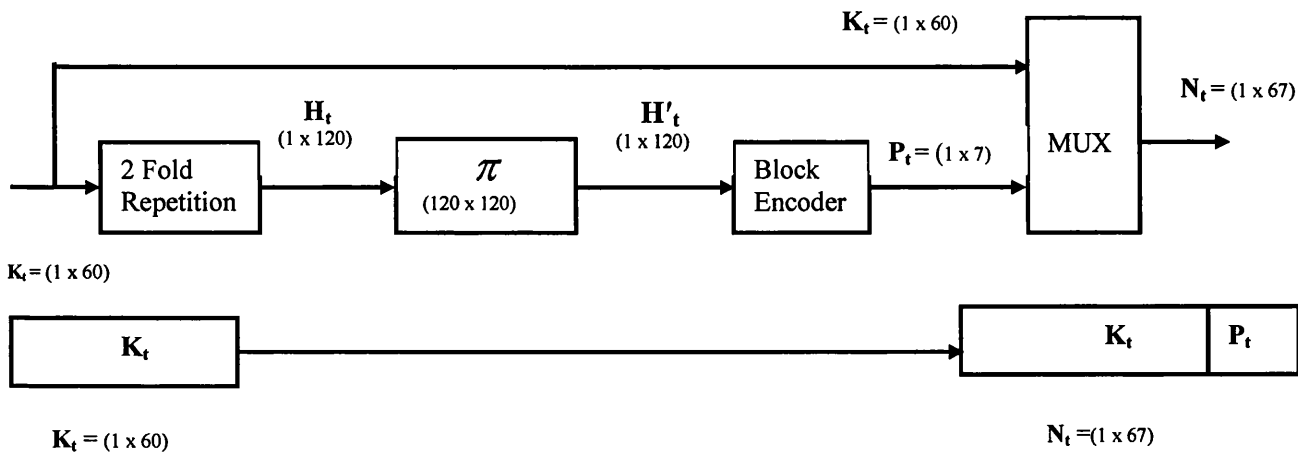 Kt = (1 x 60)
Nt = (1 x 67)
Ht
(1 x 120)
H't
(1 x 120)
2 Fold
Repetition
π
(120 x 120)
Block
Encoder
Pt = (1 x 7)
MUX
Kt = (1 x 60)
Kt
Kt
Pt
Kt = (1 x 60)
Nt =(1 x 67)